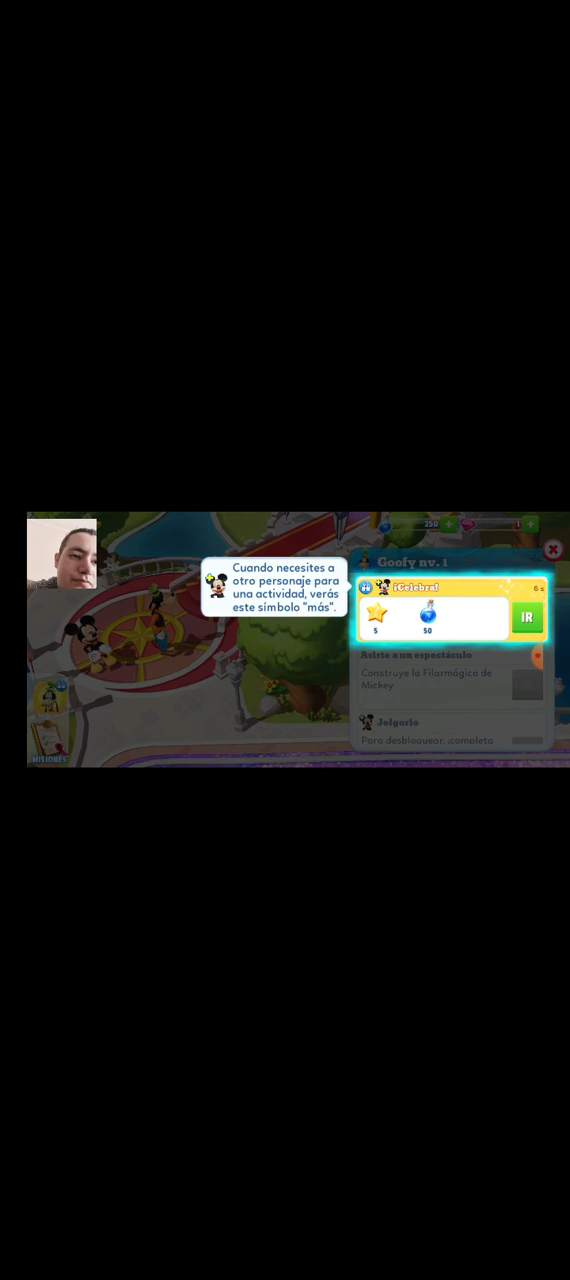 250
1
Goofy nv. 1
Cuando necesites a
otro personaje para
una actividad, verás
este símbolo "más".
¡Celebra!
6 s
5
50
IR
Asiste a un espectáculo
Construye la Filarmágica de
Mickey
Jolgorio
Para desbloquear, ¡completa
MISIONES